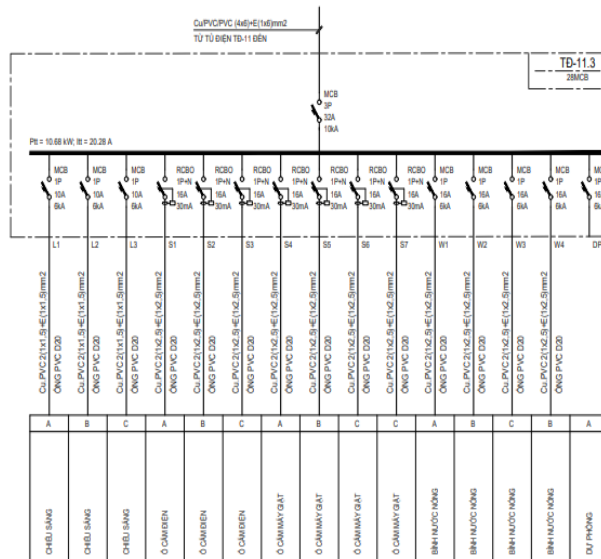 Cu/PVC/PVC (4x6)+E(1x6)mm2
TỪ TỦ ĐIỆN TĐ-11 ĐẾN
TĐ-11.3
28MCB
MCB
3P
32A
10kA
Ptt = 10.68 kW; Itt = 20.28 A
MCB
1P
10A
6kA
MCB
1P
10A
6kA
MCB
1P
10A
6kA
RCBO
1P+N
16A
30mA
RCBO
1P+N
16A
30mA
RCBO
1P+N
16A
30mA
RCBO
1P+N
16A
30mA
RCBO
1P+N
16A
30mA
RCBO
1P+N
16A
30mA
RCBO
1P+N
16A
30mA
MCB
1P
16A
6kA
MCB
1P
16A
6kA
MCB
1P
16A
6kA
MCB
1P
16A
6kA
L1
L2
L3
S1
S2
S3
S4
S5
S6
S7
W1
W2
W3
W4
DP
Cu.PVC 2(1x1.5)+E(1x1.5)mm2
ỐNG PVC D20
Cu.PVC 2(1x1.5)+E(1x1.5)mm2
ỐNG PVC D20
Cu.PVC 2(1x1.5)+E(1x1.5)mm2
ỐNG PVC D20
Cu.PVC 2(1x2.5)+E(1x2.5)mm2
ỐNG PVC D20
Cu.PVC 2(1x2.5)+E(1x2.5)mm2
ỐNG PVC D20
Cu.PVC 2(1x2.5)+E(1x2.5)mm2
ỐNG PVC D20
Cu.PVC 2(1x2.5)+E(1x2.5)mm2
ỐNG PVC D20
Cu.PVC 2(1x2.5)+E(1x2.5)mm2
ỐNG PVC D20
Cu.PVC 2(1x2.5)+E(1x2.5)mm2
ỐNG PVC D20
Cu.PVC 2(1x2.5)+E(1x2.5)mm2
ỐNG PVC D20
Cu.PVC 2(1x2.5)+E(1x2.5)mm2
ỐNG PVC D20
Cu.PVC 2(1x2.5)+E(1x2.5)mm2
ỐNG PVC D20
Cu.PVC 2(1x2.5)+E(1x2.5)mm2
ỐNG PVC D20
Cu.PVC 2(1x2.5)+E(1x2.5)mm2
ỐNG PVC D20
A
B
C
A
B
C
A
B
C
C
A
B
C
B
A
CHIẾU SÁNG
CHIẾU SÁNG
CHIẾU SÁNG
Ổ CẮM ĐIỆN
Ổ CẮM ĐIỆN
Ổ CẮM ĐIỆN
Ổ CẮM MÁY GIẶT
Ổ CẮM MÁY GIẶT
Ổ CẮM MÁY GIẶT
Ổ CẮM MÁY GIẶT
BÌNH NƯỚC NÓNG
BÌNH NƯỚC NÓNG
BÌNH NƯỚC NÓNG
BÌNH NƯỚC NÓNG
DỰ PHÒNG